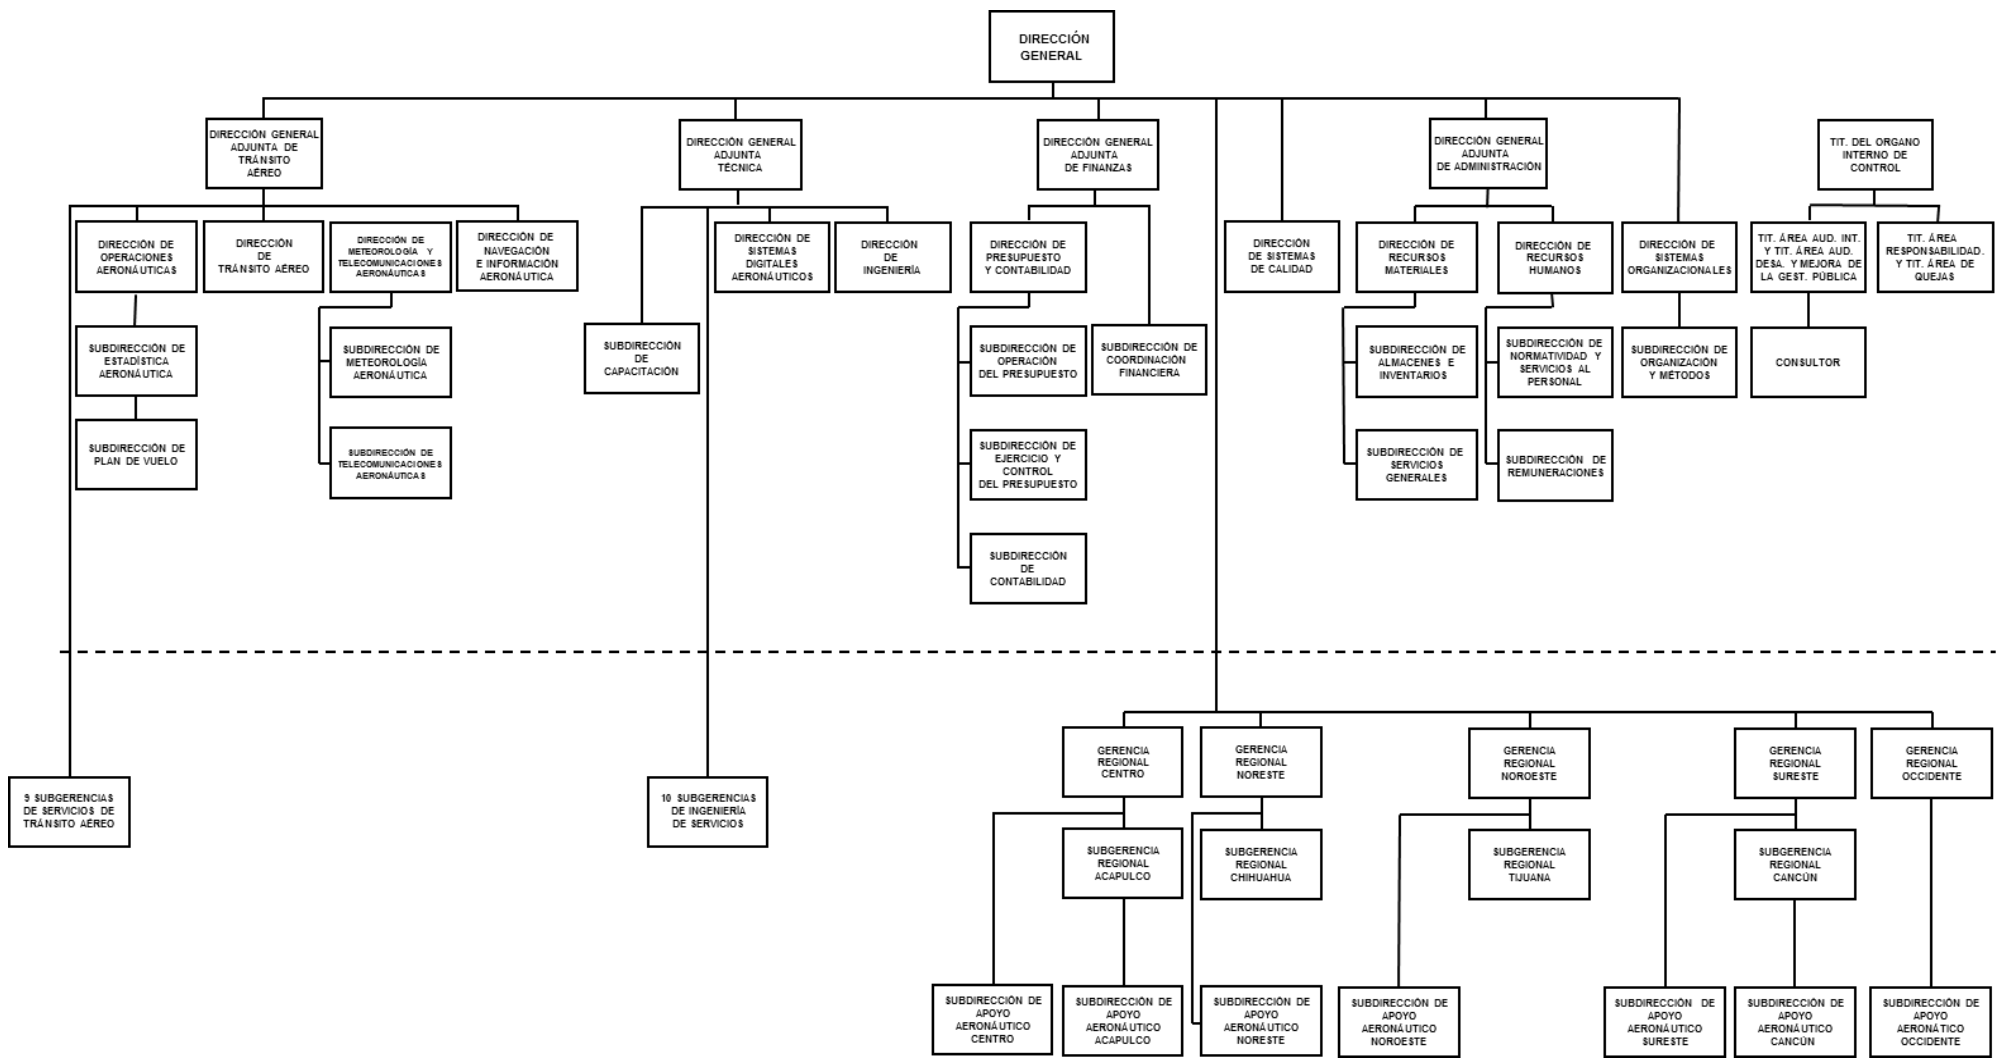 DIRECCIÓN
GENERAL
DIRECCIÓN GENERAL
ADJUNTA DE
TRÁNSITO
AÉREO
DIRECCIÓN GENERAL
ADJUNTA
TÉCNICA
DIRECCIÓN GENERAL
ADJUNTA
DE FINANZAS
DIRECCIÓN GENERAL
ADJUNTA
DE ADMINISTRACIÓN
TIT. DEL ORGANO
INTERNO DE
CONTROL
DIRECCIÓN DE
OPERACIONES
AERONÁUTICAS
DIRECCIÓN
DE
TRÁNSITO AÉREO
DIRECCIÓN DE
METEOROLOGÍA Y
TELECOMUNICACIONES
AERONÁUTICAS
DIRECCIÓN DE
NAVEGACIÓN
E INFORMACIÓN
AERONÁUTICA
DIRECCIÓN DE
SISTEMAS
DIGITALES
AERONÁUTICOS
DIRECCIÓN
DE
INGENIERÍA
DIRECCIÓN DE
PRESUPUESTO
Y CONTABILIDAD
DIRECCIÓN
DE SISTEMAS
DE CALIDAD
DIRECCIÓN DE
RECURSOS
MATERIALES
DIRECCIÓN DE
RECURSOS
HUMANOS
DIRECCIÓN DE
SISTEMAS
ORGANIZACIONALES
TIT. ÁREA AUD. INT.
Y TIT. ÁREA AUD.
DESA. Y MEJORA DE
LA GEST. PÚBLICA
TIT. ÁREA
RESPONSABILIDAD.
Y TIT. ÁREA DE
QUEJAS
SUBDIRECCIÓN DE
ESTADÍSTICA
AERONÁUTICA
SUBDIRECCIÓN DE
METEOROLOGÍA
AERONÁUTICA
SUBDIRECCIÓN
DE
CAPACITACIÓN
SUBDIRECCIÓN DE
OPERACIÓN
DEL PRESUPUESTO
SUBDIRECCIÓN DE
COORDINACIÓN
FINANCIERA
SUBDIRECCIÓN DE
ALMACENES E
INVENTARIOS
SUBDIRECCIÓN DE
NORMATIVIDAD Y
SERVICIOS AL
PERSONAL
SUBDIRECCIÓN DE
ORGANIZACIÓN
Y MÉTODOS
CONSULTOR
SUBDIRECCIÓN DE
PLAN DE VUELO
SUBDIRECCIÓN DE
TELECOMUNICACIONES
AERONÁUTICAS
SUBDIRECCIÓN DE
EJERCICIO Y
CONTROL
DEL PRESUPUESTO
SUBDIRECCIÓN DE
SERVICIOS
GENERALES
SUBDIRECCIÓN DE
REMUNERACIONES
SUBDIRECCIÓN
DE
CONTABILIDAD
GERENCIA
REGIONAL
CENTRO
GERENCIA
REGIONAL
NORESTE
GERENCIA
REGIONAL
NOROESTE
GERENCIA
REGIONAL
SURESTE
GERENCIA
REGIONAL
OCCIDENTE
9 SUBGERENCIAS
DE SERVICIOS DE
TRÁNSITO AÉREO
10 SUBGERENCIAS
DE INGENIERÍA
DE SERVICIOS
SUBGERENCIA
REGIONAL
ACAPULCO
SUBGERENCIA
REGIONAL
CHIHUAHUA
SUBGERENCIA
REGIONAL
TIJUANA
SUBGERENCIA
REGIONAL
CANCÚN
SUBDIRECCIÓN DE
APOYO
AERONÁUTICO
CENTRO
SUBDIRECCIÓN DE
APOYO
AERONÁUTICO
ACAPULCO
SUBDIRECCIÓN DE
APOYO
AERONÁUTICO
NORESTE
SUBDIRECCIÓN DE
APOYO
AERONÁUTICO
NOROESTE
SUBDIRECCIÓN DE
APOYO
AERONÁUTICO
SURESTE
SUBDIRECCIÓN DE
APOYO
AERONAÚTICO
CANCÚN
SUBDIRECCIÓN DE
APOYO
AERONÁTICO
OCCIDENTE